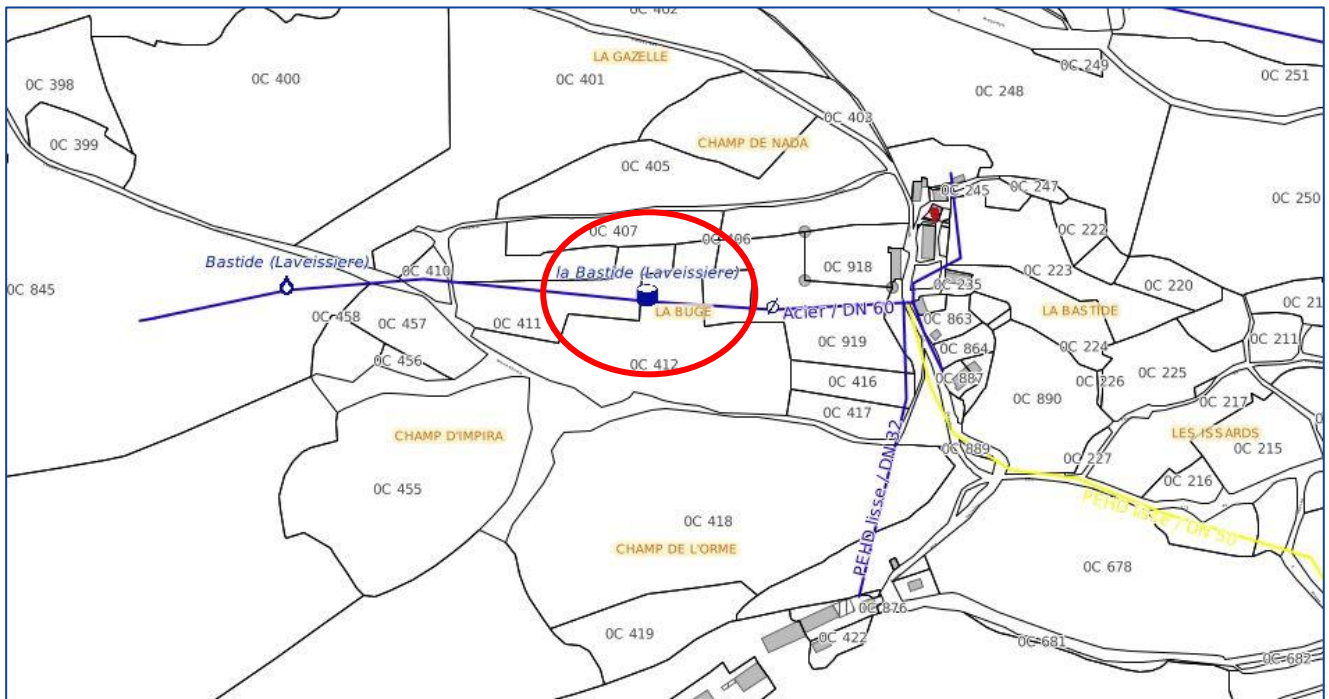 0C 402
LA GAZELLE
0C 249
0C 251
0C 398
0C 400
0C 401
0C 248
0C 403
0C 399
CHAMP DE NADA
0C 405
0C 245
0C 247
0C 250
0C 407
0C 406
0C 222
Bastide (Laveissière)
0C 410
la Bastide (Laveissière)
0C 918
0C 223
0C 845
0C 235
0C 220
LA BUGE
Acier / DN 60
LA BASTIDE
0C 458
0C 457
0C 411
0C 863
0C 919
0C 211
0C 456
0C 412
0C 864
0C 224
0C 416
0C 887
0C 226
0C 225
0C 417
0C 890
0C 217
CHAMP D'IMPIRA
LES ISSARDS
0C 889
0C 215
0C 227
0C 455
0C 216
PEHD lisse / DN 32
PEHD lisse / DN 50
0C 418
CHAMP DE L'ORME
0C 678
0C 876
0C 419
0C 422
0C 681
0C 682